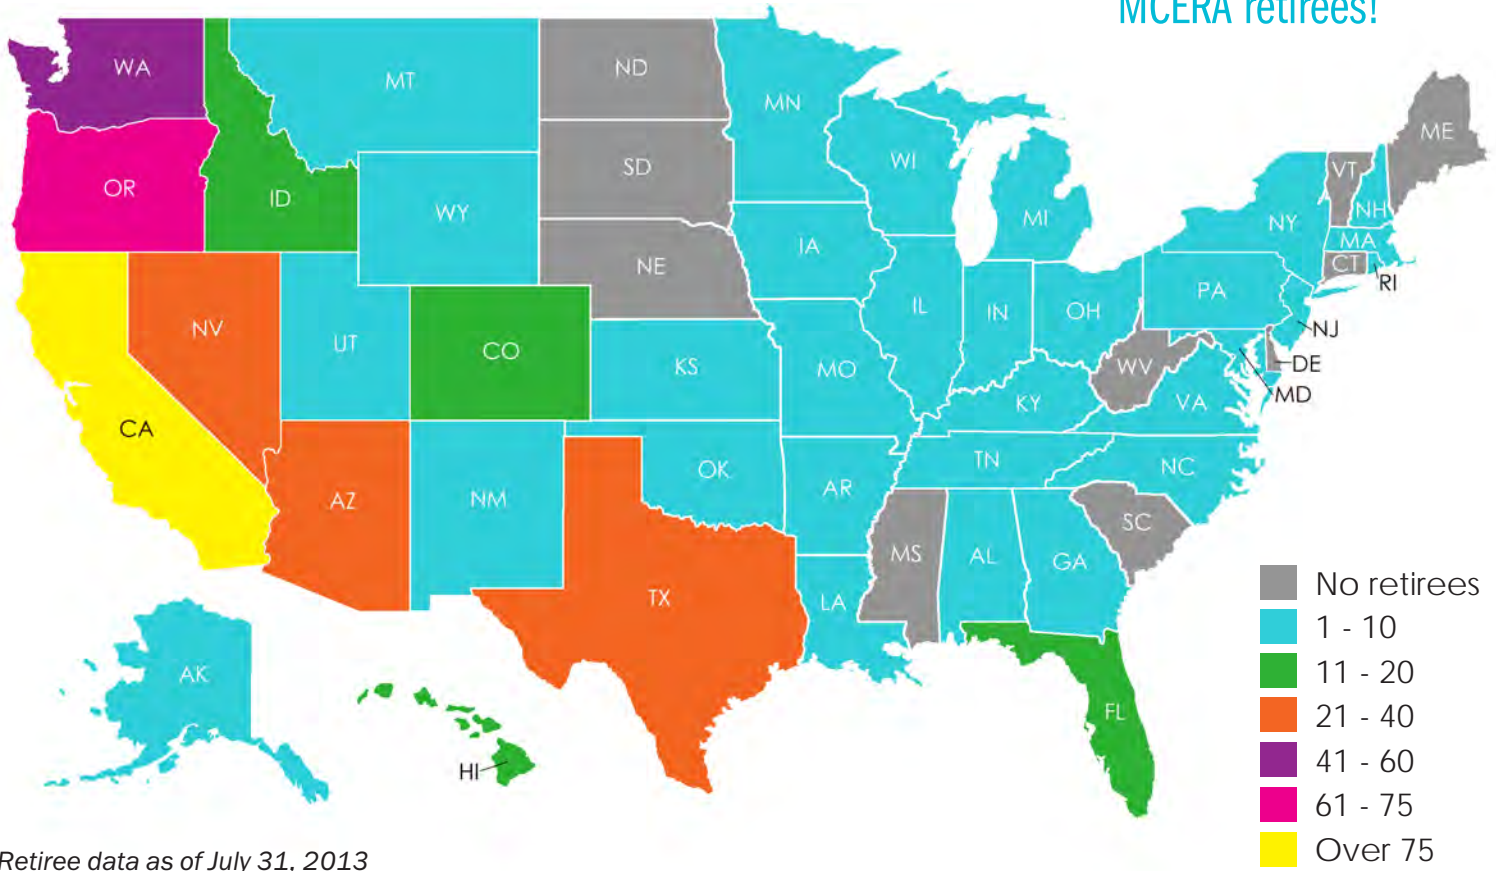 MCERA retirees!
WA
MT
ND
MN
ME
OR
ID
WY
SD
WI
MI
VT
NH
NY
MA
CT
RI
NV
UT
CO
NE
IA
IL
IN
OH
PA
NJ
DE
MD
CA
KS
MO
KY
WV
VA
AZ
NM
OK
AR
TN
NC
SC
TX
LA
MS
AL
GA
FL
AK
HI
No retirees
1 - 10
11 - 20
21 - 40
41 - 60
61 - 75
Over 75
Retiree data as of July 31, 2013